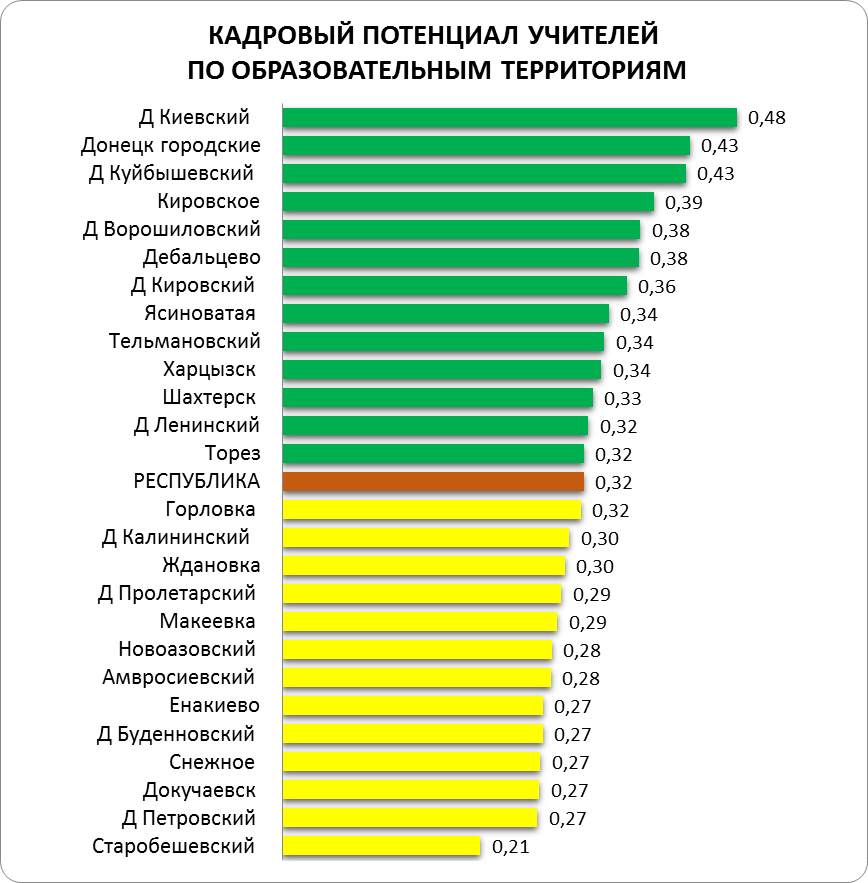 КАДРОВЫЙ ПОТЕНЦИАЛ УЧИТЕЛЕЙ
ПО ОБРАЗОВАТЕЛЬНЫМ ТЕРРИТОРИЯМ
Д Киевский 0,48
Донецк городские 0,43
Д Куйбышевский 0,43
Кировское 0,39
Д Ворошиловский 0,38
Дебальцево 0,38
Д Кировский 0,36
Ясиноватая 0,34
Тельмановский 0,34
Харцызск 0,34
Шахтерск 0,33
Д Ленинский 0,32
Торез 0,32
РЕСПУБЛИКА 0,32
Горловка 0,32
Д Калининский 0,30
Ждановка 0,30
Д Пролетарский 0,29
Макеевка 0,29
Новоазовский 0,28
Амвросиевский 0,28
Енакиево 0,27
Д Буденновский 0,27
Снежное 0,27
Докучаевск 0,27
Д Петровский 0,27
Старобешевский 0,21